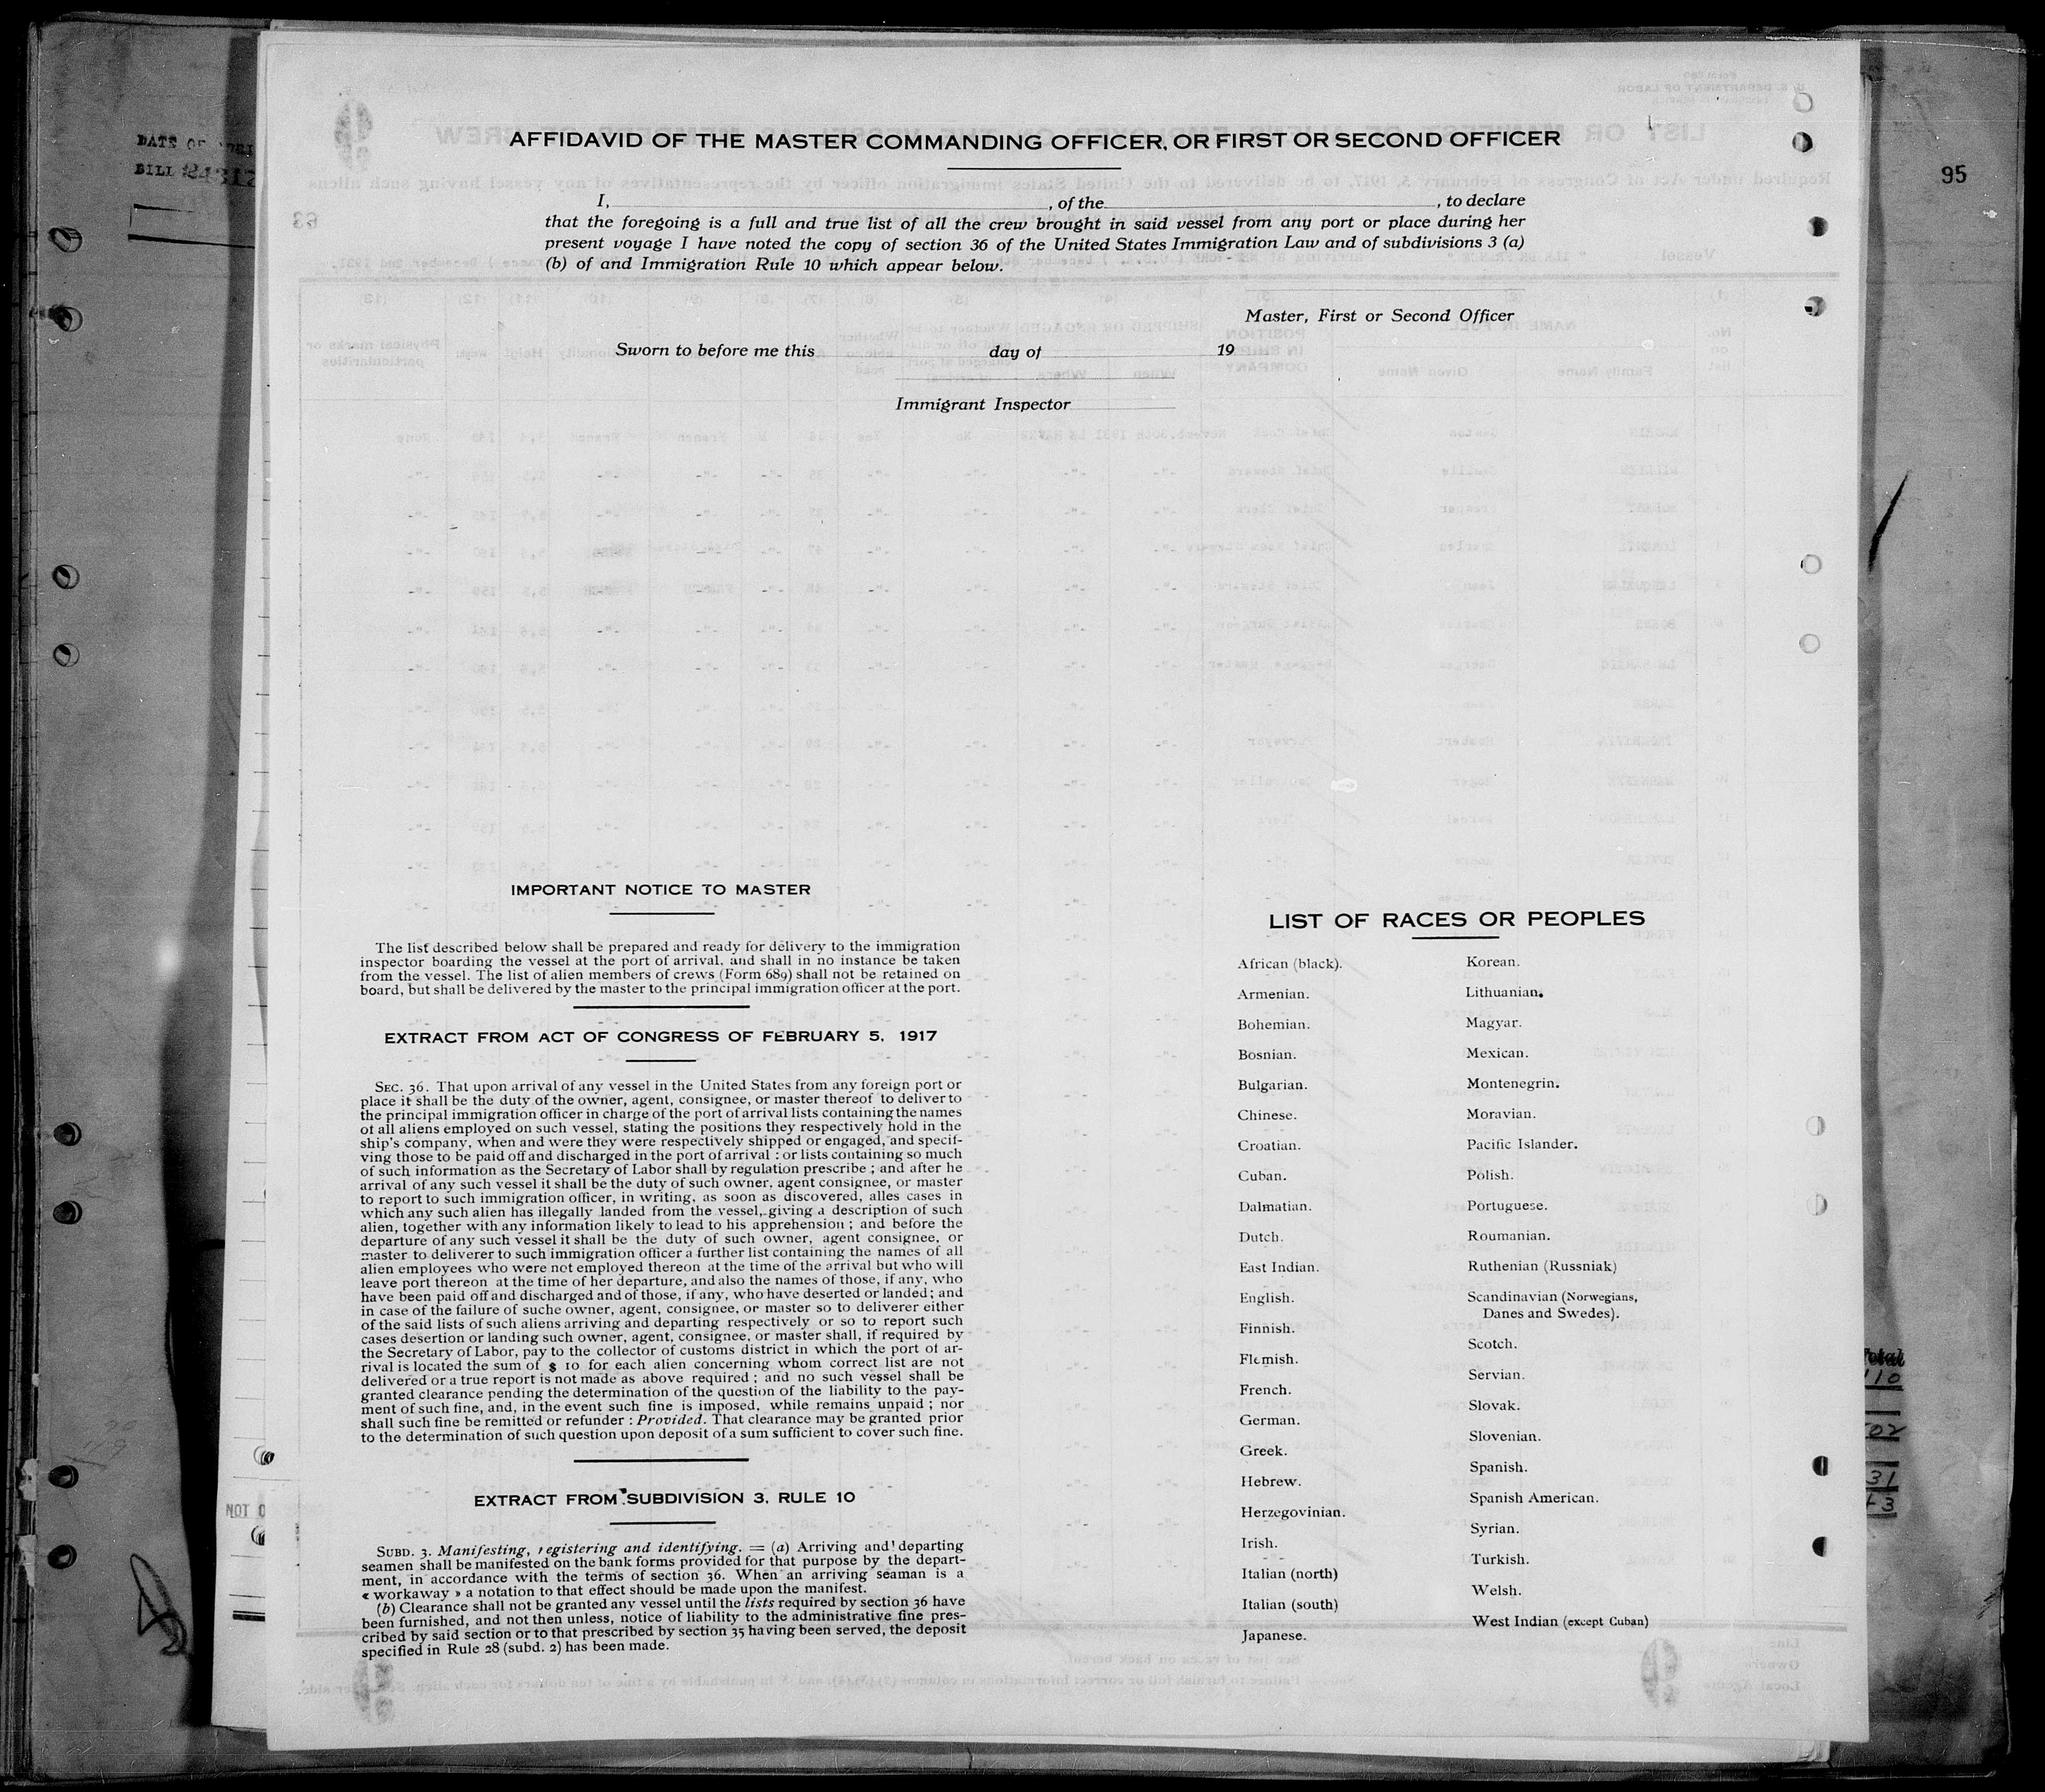 DATE OF
BILL
95
AFFIDAVID OF THE MASTER COMMANDING OFFICER, OR FIRST OR SECOND OFFICER
I, , of the , to declare
that the foregoing is a full and true list of all the crew brought in said vessel from any port or place during her
present voyage I have noted the copy of section 36 of the United States Immigration Law and of subdivisions 3 (a)
(b) of and Immigration Rule 10 which appear below.
Master, First or Second Officer
Sworn to before me this day of 19
Immigrant Inspector
IMPORTANT NOTICE TO MASTER
The list described below shall be prepared and ready for delivery to the immigration
inspector boarding the vessel at the port of arrival, and shall in no instance be taken
from the vessel. The list of alien members of crews (Form 689) shall not be retained on
board, but shall be delivered by the master to the principal immigration officer at the port.
EXTRACT FROM ACT OF CONGRESS OF FEBRUARY 5, 1917
SEC. 36. That upon arrival of any vessel in the United States from any foreign port or
place it shall be the duty of the owner, agent, consignee, or master thereof to deliver to
the principal immigration officer in charge of the port of arrival lists containing the names
ot all aliens employed on such vessel, stating the positions they respectively hold in the
ship's company, when and were they were respectively shipped or engaged, and specif-
ving those to be paid off and discharged in the port of arrival : or lists containing so much
of such information as the Secretary of Labor shall by regulation prescribe ; and after he
arrival of any such vessel it shall be the duty of such owner, agent consignee, or master
to report to such immigration officer, in writing, as soon as discovered, alles cases in
which any such alien has illegally landed from the vessel, giving a description of such
alien, together with any information likely to lead to his apprehension ; and before the
departure of any such vessel it shall be the duty of such owner, agent consignee, or
master to deliverer to such immigration officer a further list containing the names of all
alien employees who were not employed thereon at the time of the arrival but who will
leave port thereon at the time of her departure, and also the names of those, if any, who
have been paid off and discharged and of those, if any, who have deserted or landed ; and
in case of the failure of suche owner, agent, consignee, or master so to deliverer either
of the said lists of such aliens arriving and departing respectively or so to report such
cases desertion or landing such owner, agent, consignee, or master shall, if required by
the Secretary of Labor, pay to the collector of customs district in which the port ot ar-
rival is located the sum of $ 10 for each alien concerning whom correct list are not
delivered or a true report is not made as above required ; and no such vessel shall be
granted clearance pending the determination of the question of the liability to the pay-
ment of such fine, and, in the event such fine is imposed, while remains unpaid ; nor
shall such fine be remitted or refunder : Provided. That clearance may be granted prior
to the determination of such question upon deposit of a sum sufficient to cover such fine.
EXTRACT FROM SUBDIVISION 3, RULE 10
SUBD. 3. Manifesting, registering and identifying. = (a) Arriving and departing
seamen shall be manifested on the bank forms provided for that purpose by the depart-
ment, in accordance with the terms of section 36. When an arriving seaman is a
« workaway » a notation to that effect should be made upon the manifest.
(b) Clearance shall not be granted any vessel until the lists required by section 36 have
been furnished, and not then unless, notice of liability to the administrative fine pres-
cribed by said section or to that prescribed by section 35 having been served, the deposit
specified in Rule 28 (subd. 2) has been made.
LIST OF RACES OR PEOPLES
African (black).
Armenian.
Bohemian.
Bosnian.
Bulgarian.
Chinese.
Croatian.
Cuban.
Dalmatian.
Dutch.
East Indian.
English.
Finnish.
Flemish.
French.
German.
Greek.
Hebrew.
Herzegovinian.
Irish.
Italian (north)
Italian (south)
Japanese.
Korean.
Lithuanian.
Magyar.
Mexican.
Montenegrin.
Moravian.
Pacific Islander.
Polish.
Portuguese.
Roumanian.
Ruthenian (Russniak)
Scandinavian (Norwegians,
Danes and Swedes).
Scotch.
Servian.
Slovak.
Slovenian.
Spanish.
Spanish American.
Syrian.
Turkish.
Welsh.
West Indian (except Cuban)
NOT
Total
110